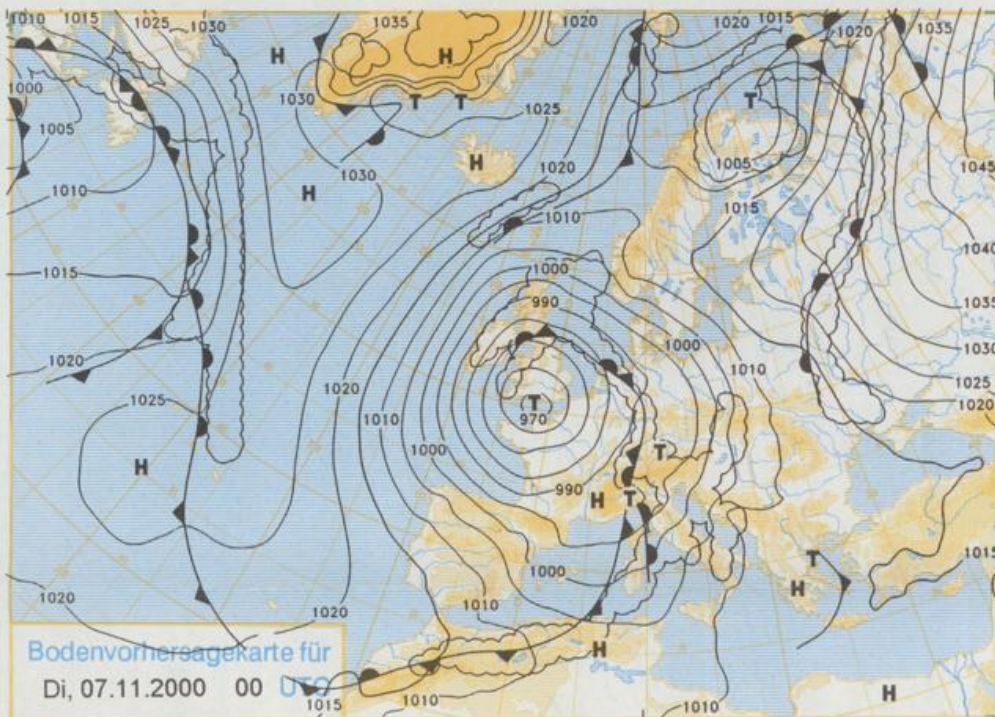 1010 1015 1025 1030 1035 1020 1020 1015 1020 1035
H H
1000 1030 T T 1025 T
1005 H 1005 1045
1010 H 1030 1020 1015
1010 1040
1015 1000
990 1035
1000 1030
1020 1020 1010 1025
1025 1010 T 970 1020
H 1000 T
990 H T
1000 T 1015
1020 1020 1010 1010 H
Bodenvorhersagekarte für H
Di, 07.11.2000 00 UTC H
1015 1010 1010